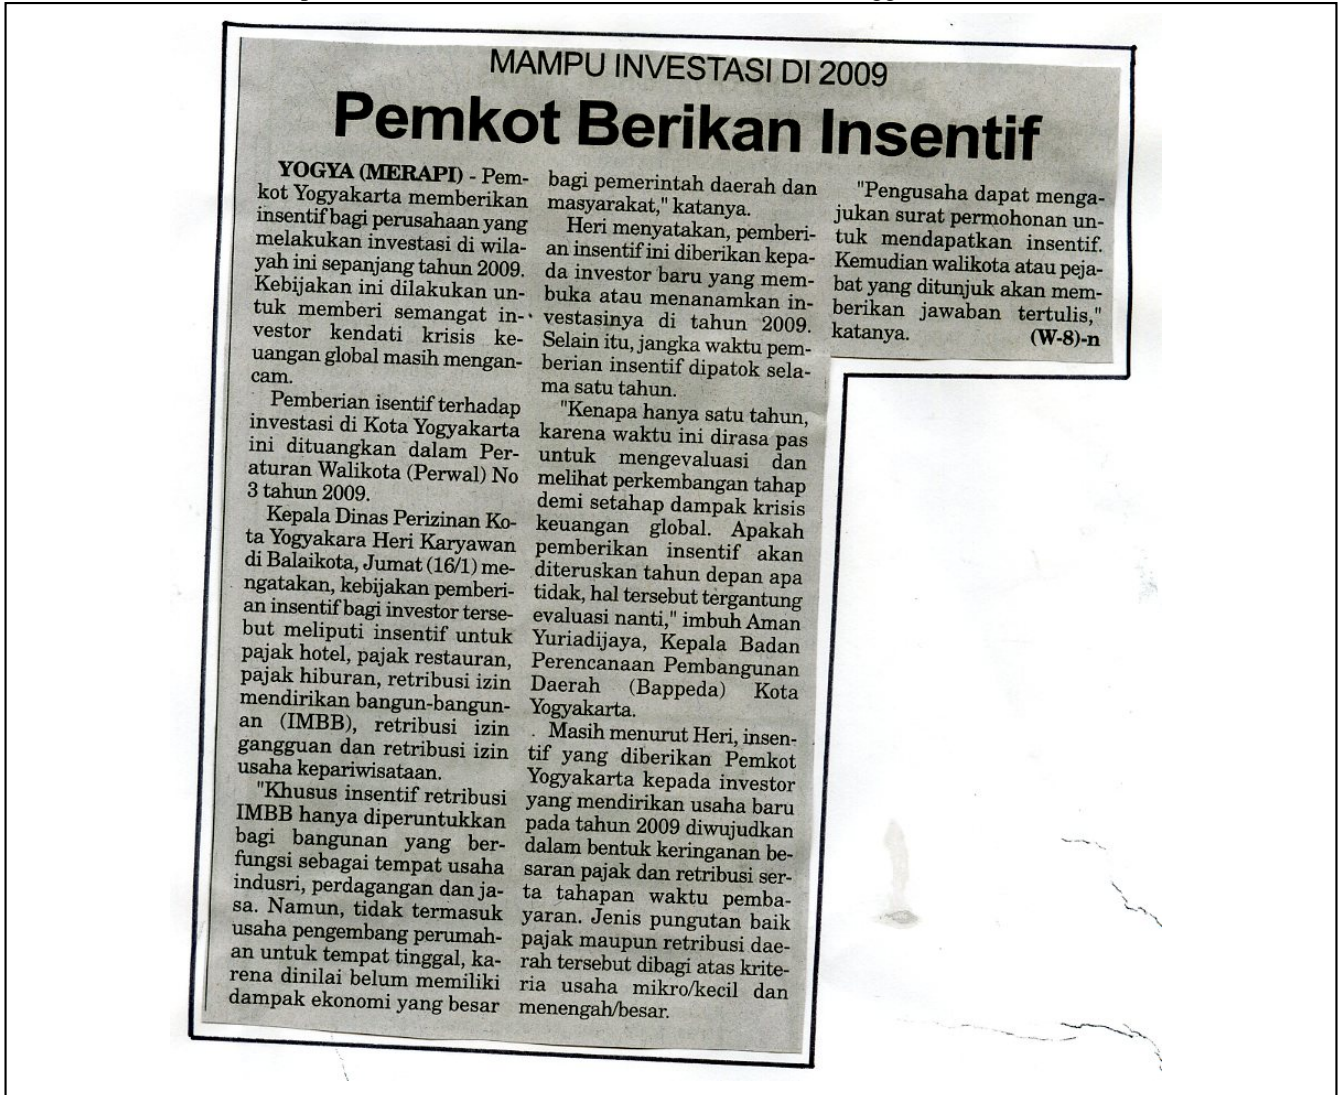 MAMPU INVESTASI DI 2009
Pemkot Berikan Insentif
YOGYA (MERAPI) - Pem-
kot Yogyakarta memberikan
insentif bagi perusahaan yang
melakukan investasi di wila-
yah ini sepanjang tahun 2009.
Kebijakan ini dilakukan un-
tuk memberi semangat in-
vestor kendati krisis ke-
uangan global masih mengan-
cam.
Pemberian isentif terhadap
investasi di Kota Yogyakarta
ini dituangkan dalam Per-
aturan Walikota (Perwal) No
3 tahun 2009.
Kepala Dinas Perizinan Ko-
ta Yogyakara Heri Karyawan
di Balaikota, Jumat (16/1) me-
ngatakan, kebijakan pemberi-
an insentif bagi investor terse-
but meliputi insentif untuk
pajak hotel, pajak restauran,
pajak hiburan, retribusi izin
mendirikan bangun-bangun-
an (IMBB), retribusi izin
gangguan dan retribusi izin
usaha kepariwisataan.
"Khusus insentif retribusi
IMBB hanya diperuntukkan
bagi bangunan yang ber-
fungsi sebagai tempat usaha
indusri, perdagangan dan ja-
sa. Namun, tidak termasuk
usaha pengembang perumah-
an untuk tempat tinggal, ka-
rena dinilai belum memiliki
dampak ekonomi yang besar
bagi pemerintah daerah dan
masyarakat," katanya.
Heri menyatakan, pemberi-
an insentif ini diberikan kepa-
da investor baru yang mem-
buka atau menanamkan in-
vestasinya di tahun 2009.
Selain itu, jangka waktu pem-
berian insentif dipatok sela-
ma satu tahun.
"Kenapa hanya satu tahun,
karena waktu ini dirasa pas
untuk mengevaluasi dan
melihat perkembangan tahap
demi setahap dampak krisis
keuangan global. Apakah
pemberikan insentif akan
diteruskan tahun depan apa
tidak, hal tersebut tergantung
evaluasi nanti," imbuh Aman
Yuriadijaya, Kepala Badan
Perencanaan Pembangunan
Daerah (Bappeda) Kota
Yogyakarta.
Masih menurut Heri, insen-
tif yang diberikan Pemkot
Yogyakarta kepada investor
yang mendirikan usaha baru
pada tahun 2009 diwujudkan
dalam bentuk keringanan be-
saran pajak dan retribusi ser-
ta tahapan waktu pemba-
yaran. Jenis pungutan baik
pajak maupun retribusi dae-
rah tersebut dibagi atas krite-
ria usaha mikro/kecil dan
menengah/besar.
"Pengusaha dapat menga-
jukan surat permohonan un-
tuk mendapatkan insentif.
Kemudian walikota atau peja-
bat yang ditunjuk akan mem-
berikan jawaban tertulis,"
katanya. (W-8)-n